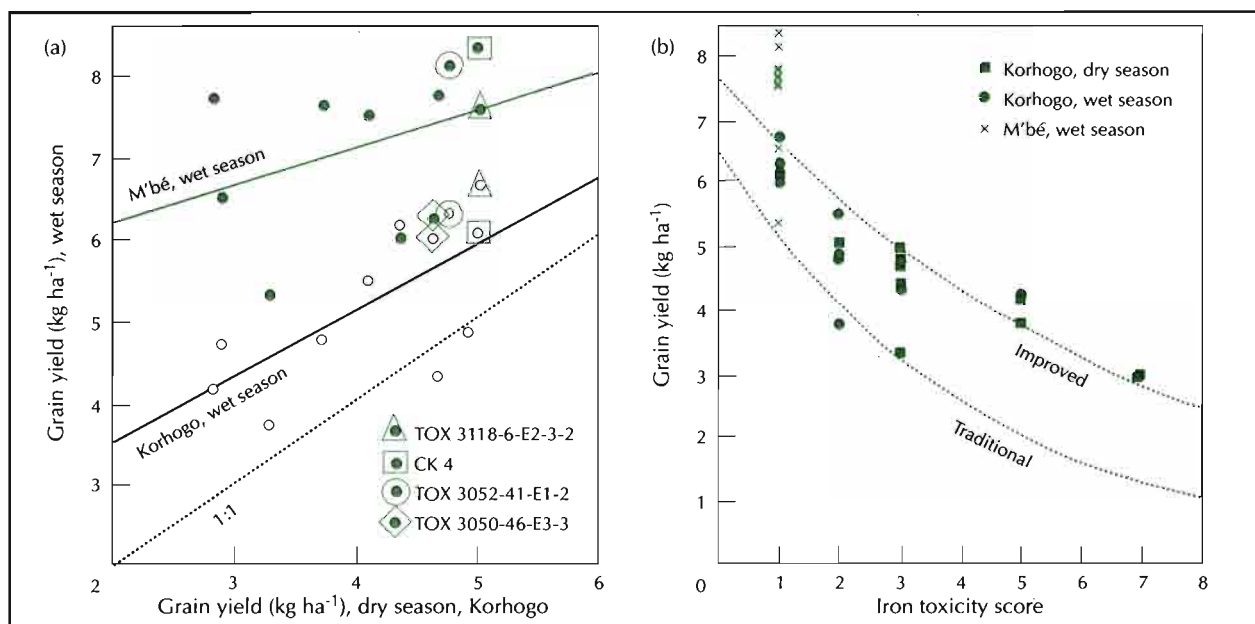 (a)
8
7
6
5
4
3
2
3
4
5
6
Grain yield (kg ha⁻¹), wet season
Grain yield (kg ha⁻¹), dry season, Korhogo
M'bé, wet season
Korhogo, wet season
1:1
TOX 3118-6-E2-3-2
CK 4
TOX 3052-41-E1-2
TOX 3050-46-E3-3
(b)
8
7
6
5
4
3
2
1
0
1
2
3
5
7
8
Grain yield (kg ha⁻¹)
Iron toxicity score
Korhogo, dry season
Korhogo, wet season
M'bé, wet season
Improved
Traditional